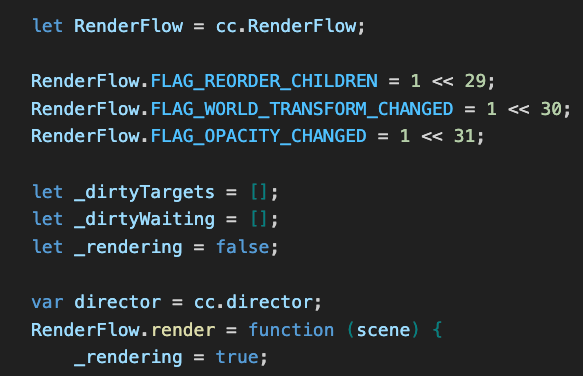 let RenderFlow = cc.RenderFlow;
RenderFlow.FLAG_REORDER_CHILDREN = 1 << 29;
RenderFlow.FLAG_WORLD_TRANSFORM_CHANGED = 1 << 30;
RenderFlow.FLAG_OPACITY_CHANGED = 1 << 31;
let _dirtyTargets = [];
let _dirtyWaiting = [];
let _rendering = false;
var director = cc.director;
RenderFlow.render = function (scene) {
_rendering = true;